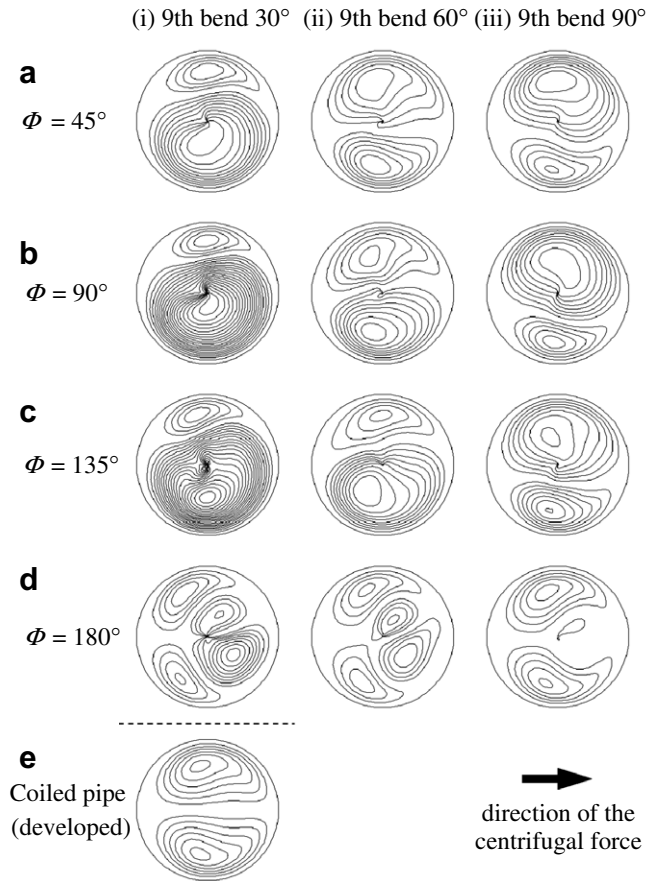 (i) 9th bend 30° (ii) 9th bend 60° (iii) 9th bend 90°
a
Φ = 45°
b
Φ = 90°
c
Φ = 135°
d
Φ = 180°
e
Coiled pipe
(developed)
direction of the
centrifugal force